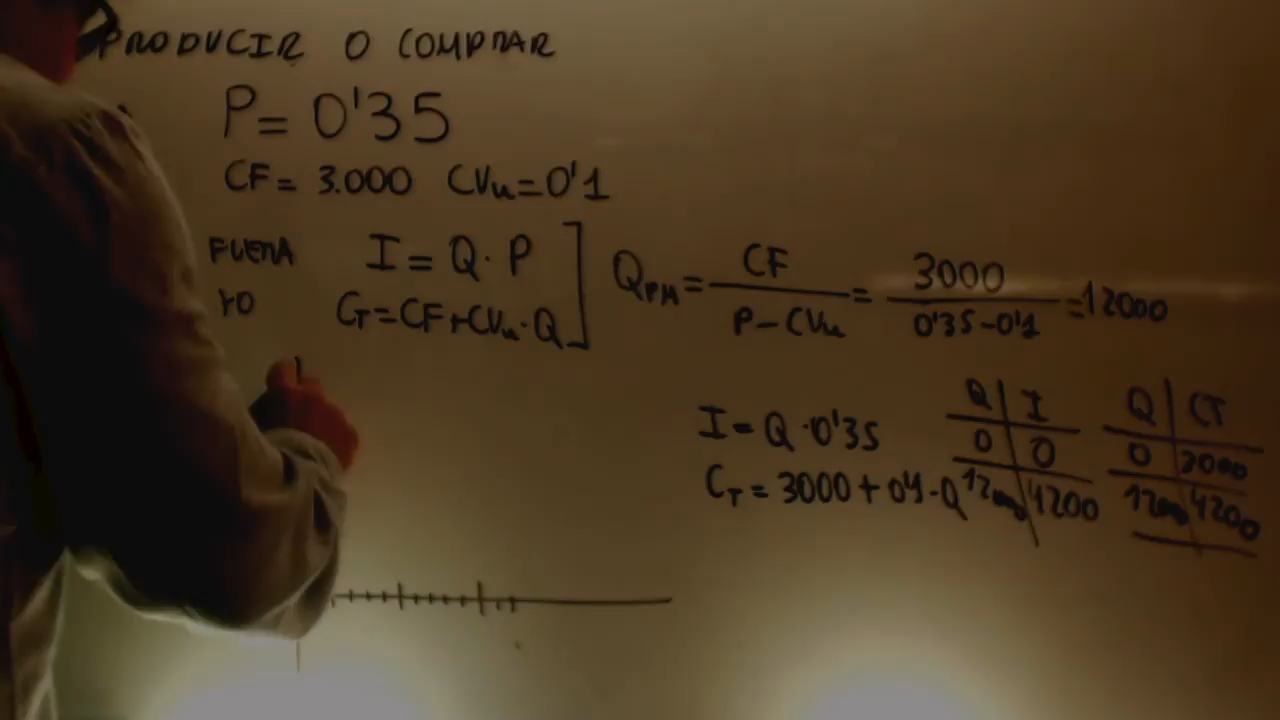 PRODUCIR O COMPRAR
P = 0'35
CF = 3.000 CVu = 0'1
FUERA I = Q · P
YO CT = CF + CVu · Q
QPM = CF / P - CVu = 3000 / 0'35 - 0'1 = 12000
I = Q · 0'35
CT = 3000 + 0'1 · Q
Q I
0 0
12000 4200
Q CT
0 3000
12000 4200